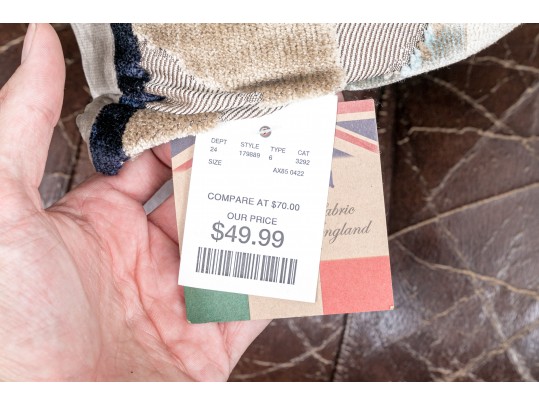 DEPT STYLE TYPE CAT
24 179889 6 3292
SIZE AX85 0422
COMPARE AT $70.00
OUR PRICE
$49.99
abric
ngland